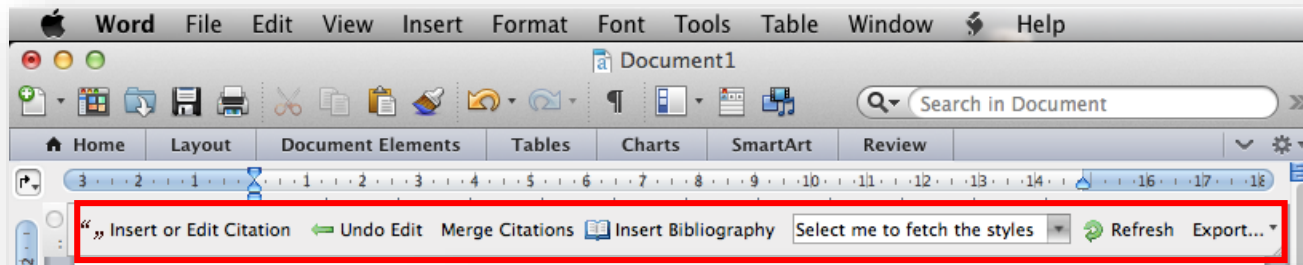 Word File Edit View Insert Format Font Tools Table Window Help
Document1
Search in Document
Home Layout Document Elements Tables Charts SmartArt Review
3 2 1 1 2 3 4 5 6 7 8 9 10 11 12 13 14 16 17 18
“ „ Insert or Edit Citation Undo Edit Merge Citations Insert Bibliography Select me to fetch the styles Refresh Export...
2